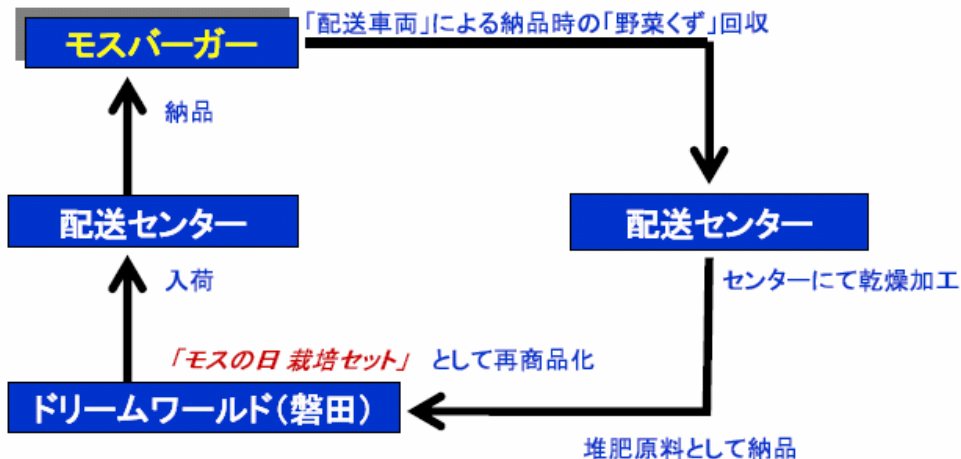 モスバーガー
「配送車両」による納品時の「野菜くず」回収
納品
配送センター
配送センター
入荷
センターにて乾燥加工
「モスの日 栽培セット」 として再商品化
ドリームワールド(磐田)
堆肥原料として納品